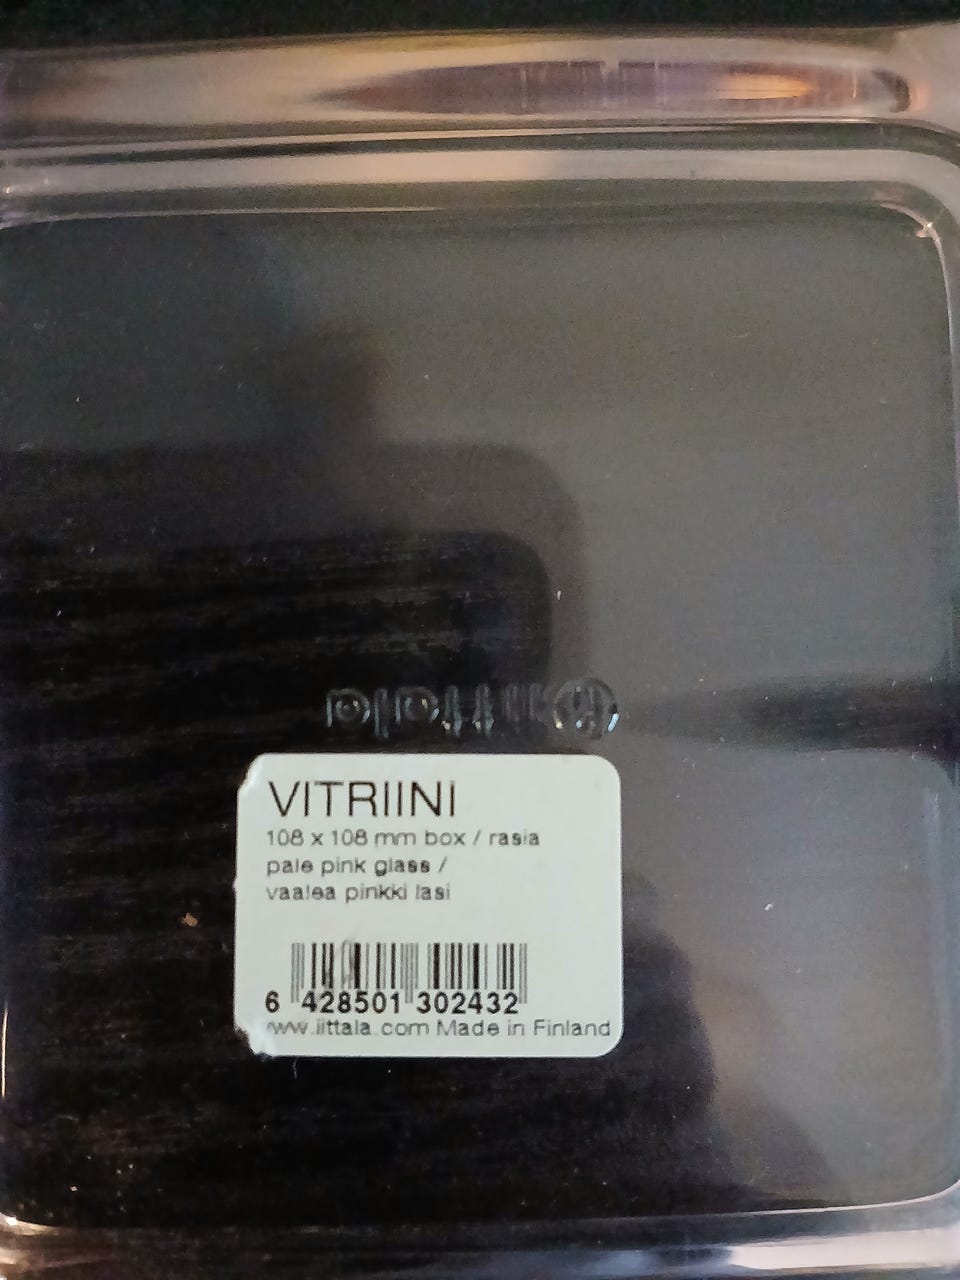 iittala
VITRIINI
108 x 108 mm box / rasia
pale pink glass /
vaalea pinkki lasi
6 428501 302432
www.iittala.com Made in Finland